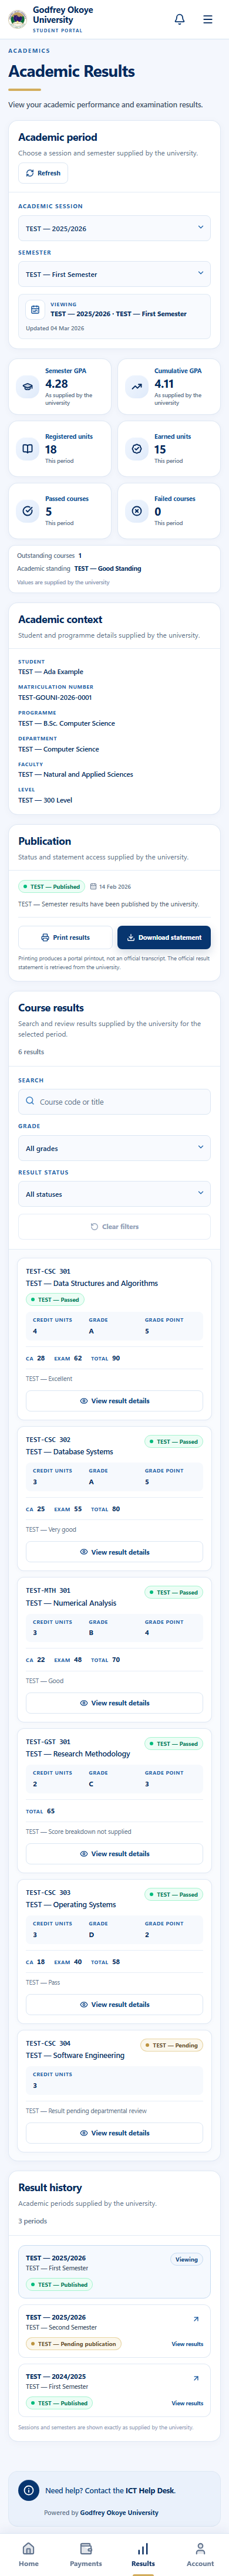 Godfrey Okoye
University
STUDENT PORTAL
ACADEMICS
Academic Results
View your academic performance and examination results.
Academic period
Choose a session and semester supplied by the university.
Refresh
ACADEMIC SESSION
TEST — 2025/2026
SEMESTER
TEST — First Semester
VIEWING
TEST — 2025/2026 · TEST — First Semester
Updated 04 Mar 2026
Semester GPA
4.28
As supplied by the
university
Cumulative GPA
4.11
As supplied by the
university
Registered units
18
This period
Earned units
15
This period
Passed courses
5
This period
Failed courses
0
This period
Outstanding courses 1
Academic standing TEST — Good Standing
Values are supplied by the university
Academic context
Student and programme details supplied by the university.
STUDENT
TEST — Ada Example
MATRICULATION NUMBER
TEST-GOUNI-2026-0001
PROGRAMME
TEST — B.Sc. Computer Science
DEPARTMENT
TEST — Computer Science
FACULTY
TEST — Natural and Applied Sciences
LEVEL
TEST — 300 Level
Publication
Status and statement access supplied by the university.
TEST — Published 14 Feb 2026
TEST — Semester results have been published by the university.
Print results Download statement
Printing produces a portal printout, not an official transcript. The official result
statement is retrieved from the university.
Course results
Search and review results supplied by the university for the
selected period.
6 results
SEARCH
Course code or title
GRADE
All grades
RESULT STATUS
All statuses
Clear filters
TEST-CSC 301
TEST — Data Structures and Algorithms
TEST — Passed
CREDIT UNITS GRADE GRADE POINT
4 A 5
CA 28 EXAM 62 TOTAL 90
TEST — Excellent
View result details
TEST-CSC 302 TEST — Passed
TEST — Database Systems
CREDIT UNITS GRADE GRADE POINT
3 A 5
CA 25 EXAM 55 TOTAL 80
TEST — Very good
View result details
TEST-MTH 301 TEST — Passed
TEST — Numerical Analysis
CREDIT UNITS GRADE GRADE POINT
3 B 4
CA 22 EXAM 48 TOTAL 70
TEST — Good
View result details
TEST-GST 301 TEST — Passed
TEST — Research Methodology
CREDIT UNITS GRADE GRADE POINT
2 C 3
TOTAL 65
TEST — Score breakdown not supplied
View result details
TEST-CSC 303 TEST — Passed
TEST — Operating Systems
CREDIT UNITS GRADE GRADE POINT
3 D 2
CA 18 EXAM 40 TOTAL 58
TEST — Pass
View result details
TEST-CSC 304 TEST — Pending
TEST — Software Engineering
CREDIT UNITS
3
TEST — Result pending departmental review
View result details
Result history
Academic periods supplied by the university.
3 periods
TEST — 2025/2026 Viewing
TEST — First Semester
TEST — Published
TEST — 2025/2026
TEST — Second Semester
TEST — Pending publication View results
TEST — 2024/2025
TEST — First Semester
TEST — Published View results
Sessions and semesters are shown exactly as supplied by the university.
Need help? Contact the ICT Help Desk.
Powered by Godfrey Okoye University
Home Payments Results Account